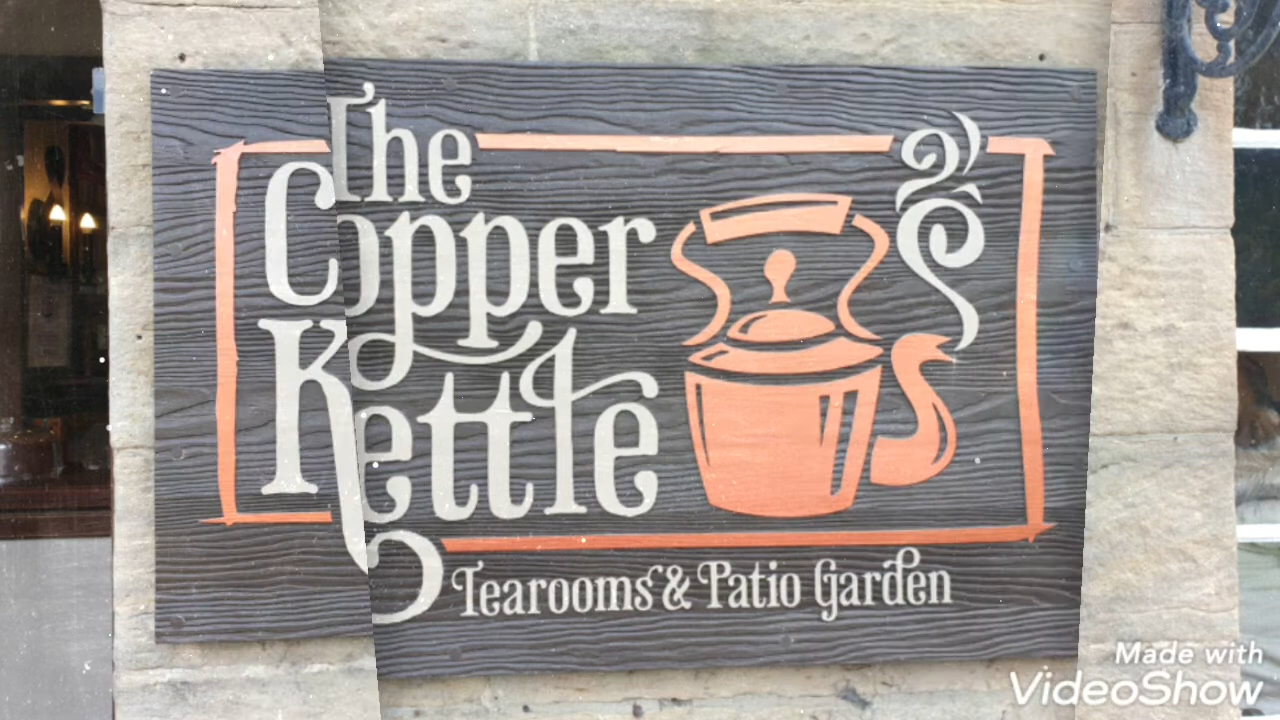 The
Copper
Kettle
Tearooms & Patio Garden
Made with
VideoShow